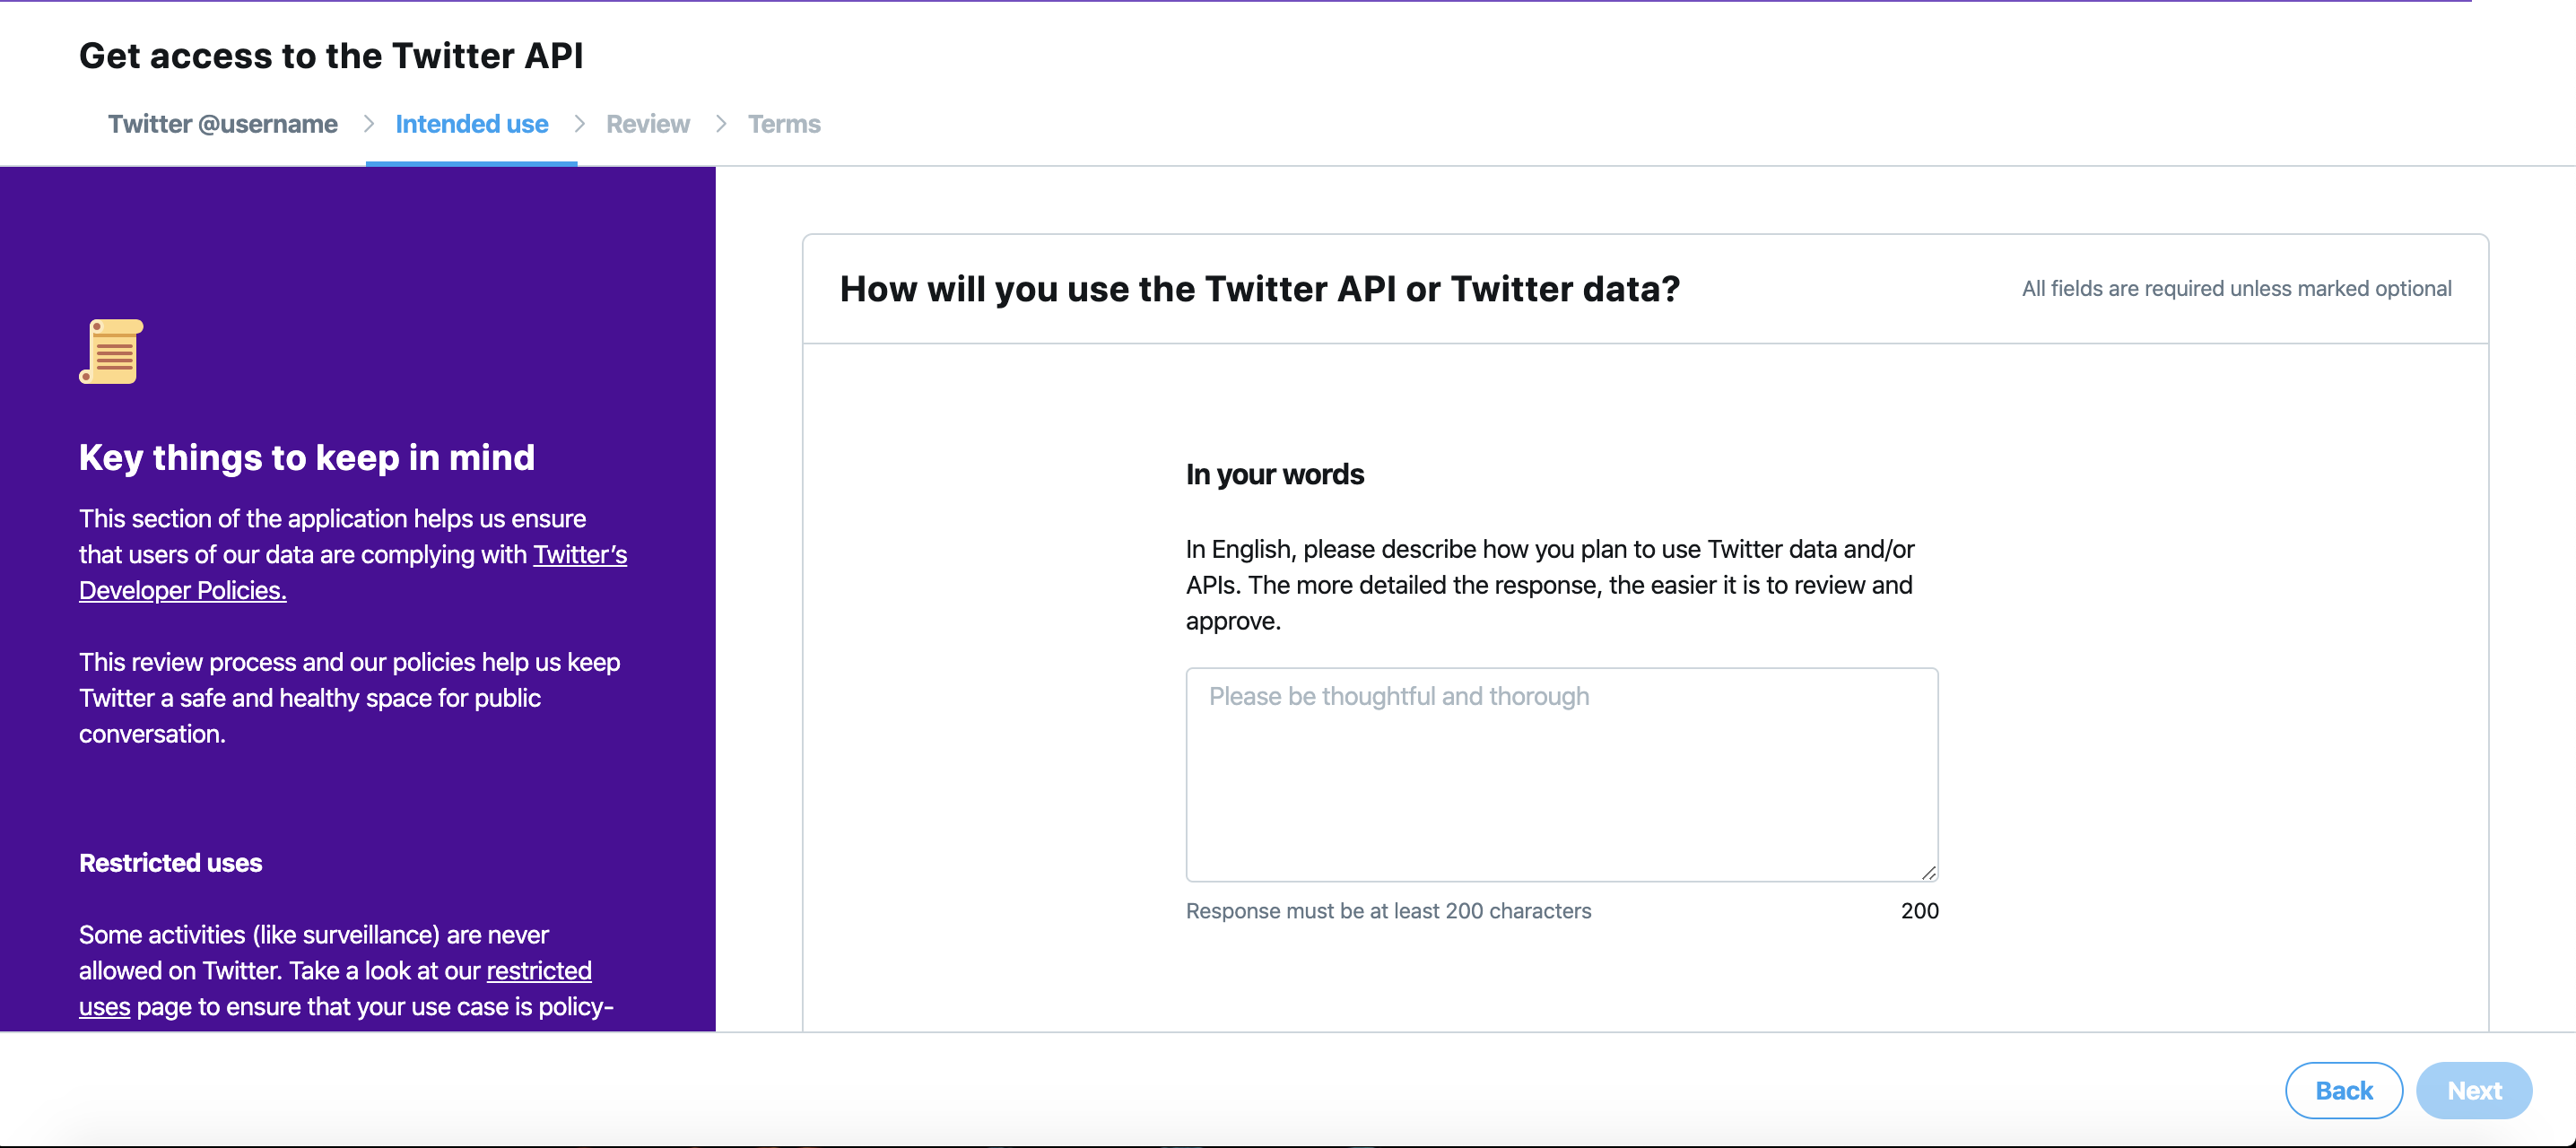 Get access to the Twitter API
Twitter @username > Intended use > Review > Terms
Key things to keep in mind
This section of the application helps us ensure
that users of our data are complying with Twitter’s
Developer Policies.
This review process and our policies help us keep
Twitter a safe and healthy space for public
conversation.
Restricted uses
Some activities (like surveillance) are never
allowed on Twitter. Take a look at our restricted
uses page to ensure that your use case is policy-
How will you use the Twitter API or Twitter data?
All fields are required unless marked optional
In your words
In English, please describe how you plan to use Twitter data and/or
APIs. The more detailed the response, the easier it is to review and
approve.
Please be thoughtful and thorough
Response must be at least 200 characters
200
Back
Next